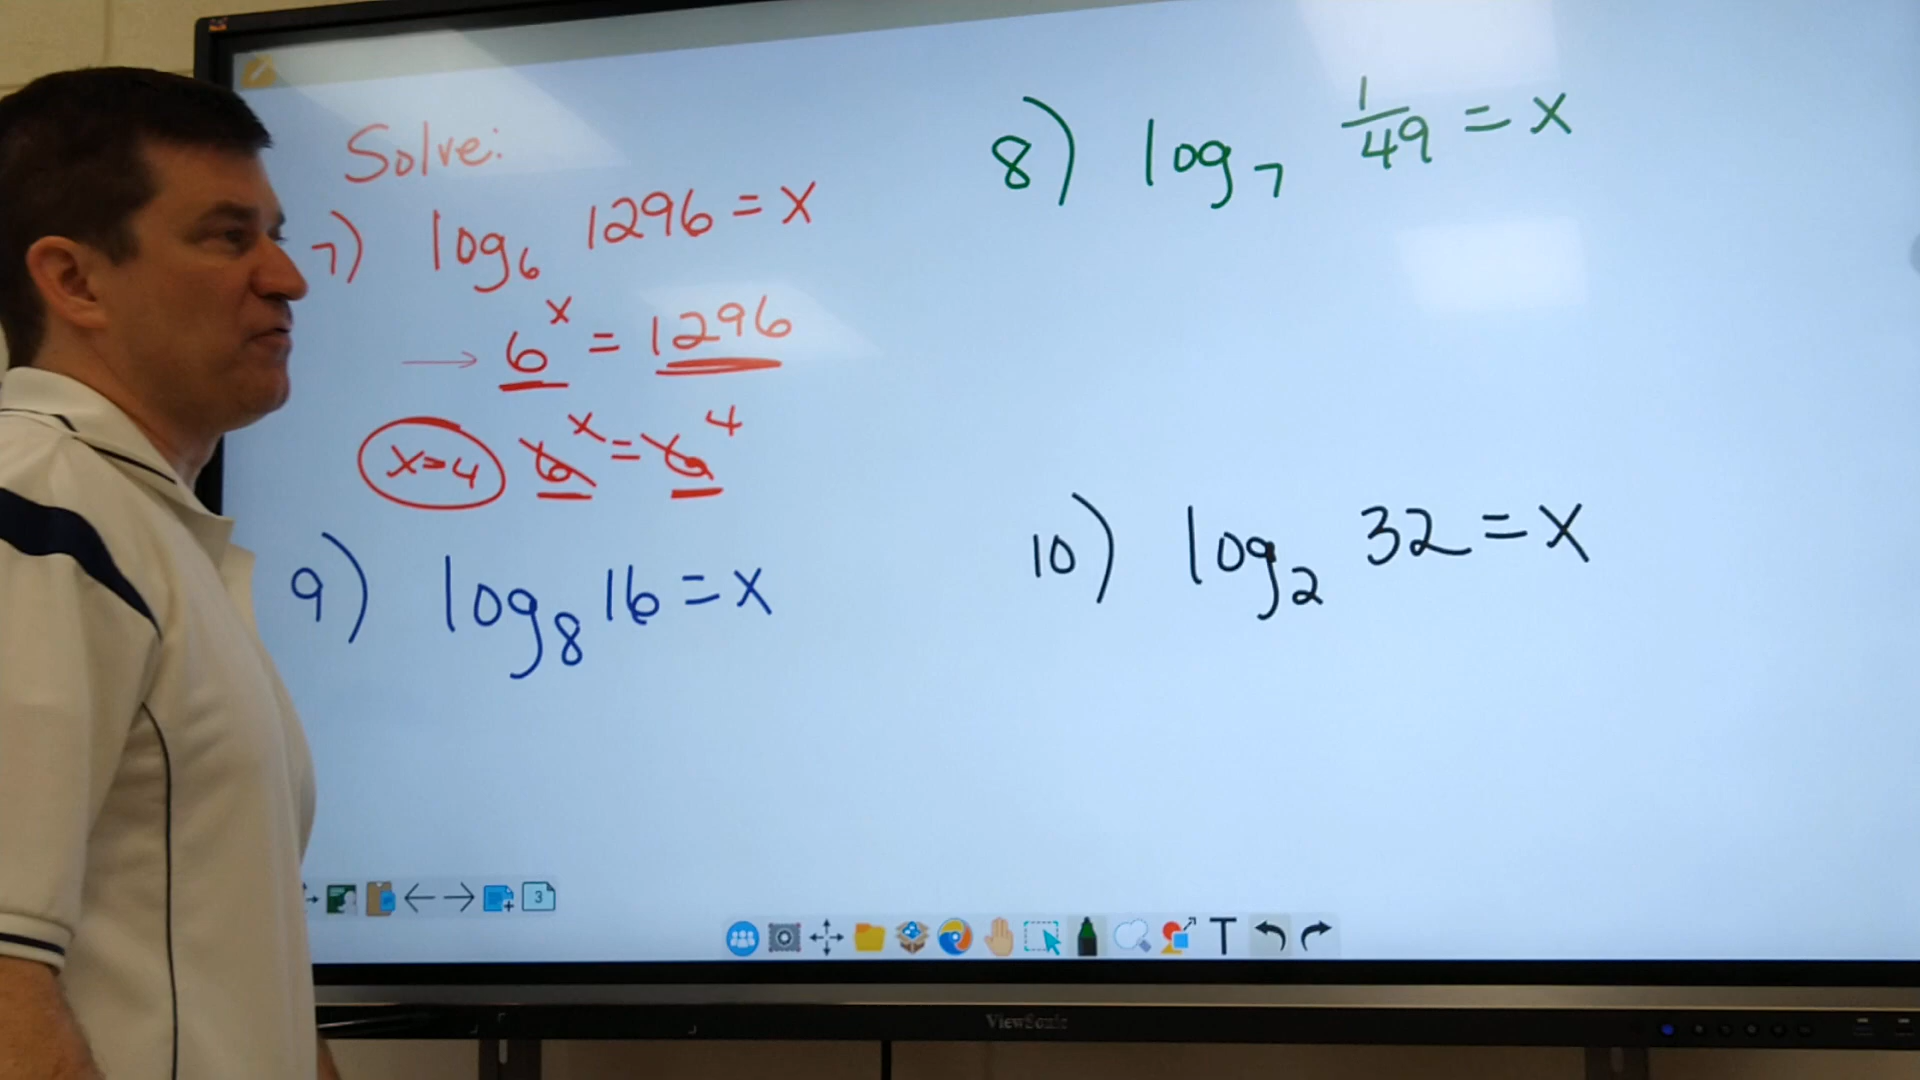 Solve:
7) log₆ 1296 = x
→ 6ˣ = 1296
x=4 6ˣ = 6⁴
8) log₇ 1/49 = x
9) log₈ 16 = x
10) log₂ 32 = x
3
T
ViewSonic